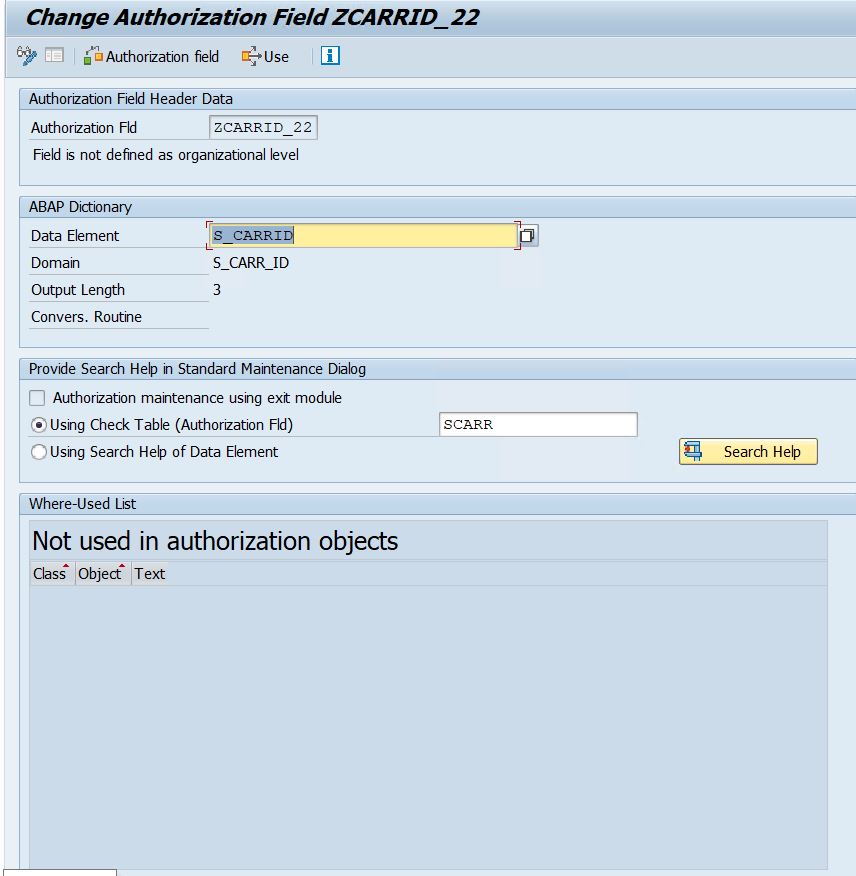 Change Authorization Field ZCARRID_22
Authorization field Use
Authorization Field Header Data
Authorization Fld ZCARRID_22
Field is not defined as organizational level
ABAP Dictionary
Data Element S_CARRID
Domain S_CARR_ID
Output Length 3
Convers. Routine
Provide Search Help in Standard Maintenance Dialog
Authorization maintenance using exit module
Using Check Table (Authorization Fld) SCARR
Using Search Help of Data Element Search Help
Where-Used List
Not used in authorization objects
Class Object Text